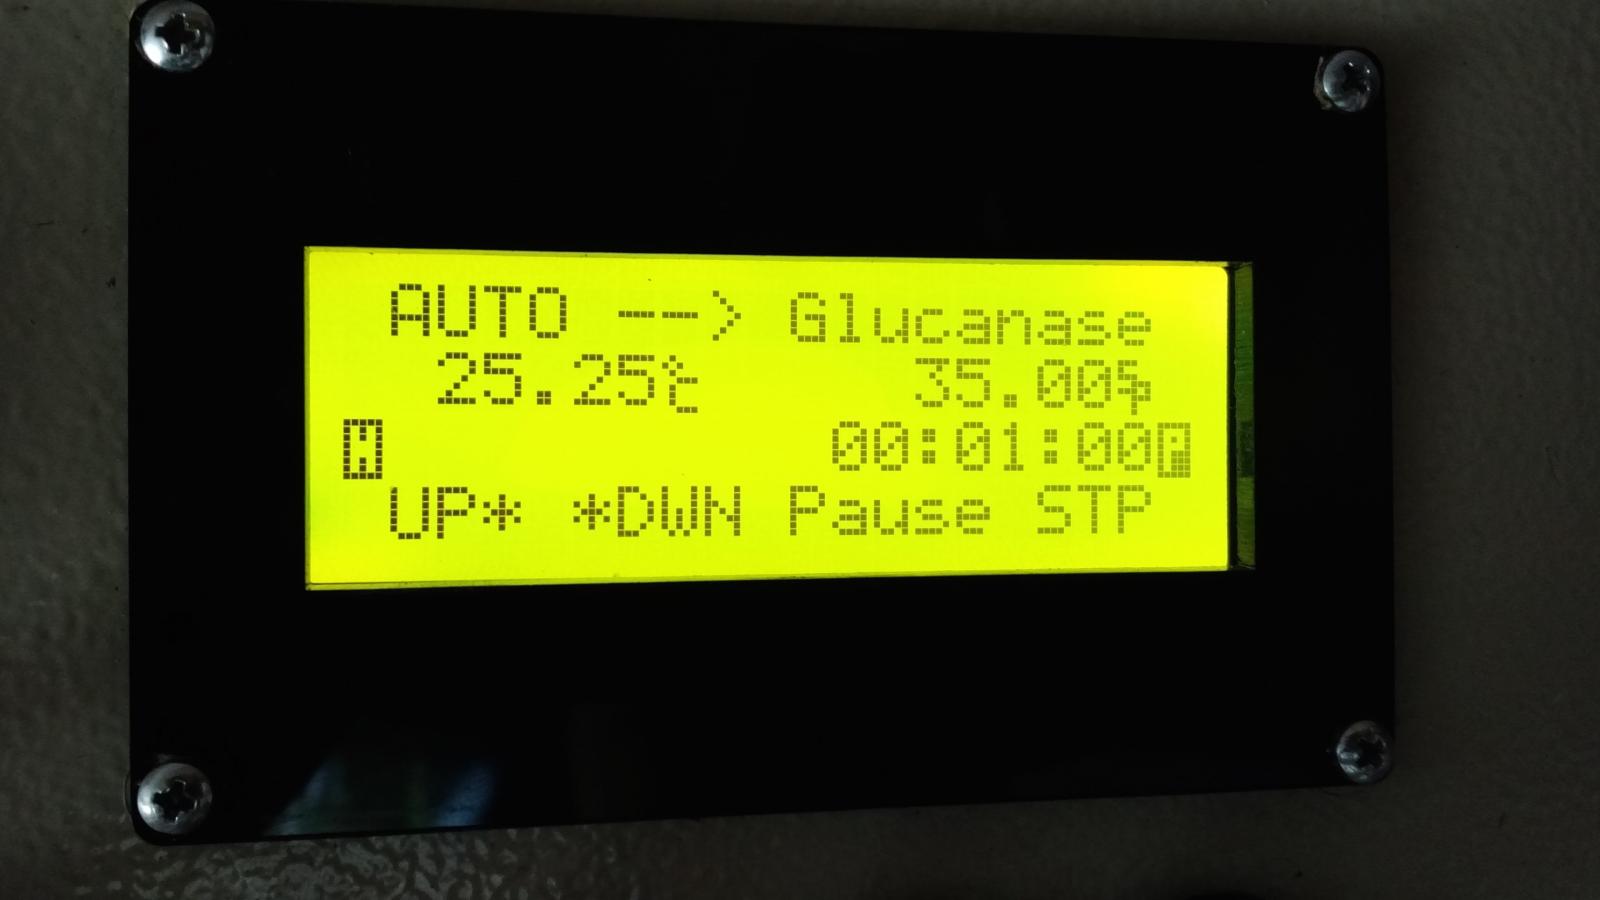 AUTO --> Glucanase
25.25℃ 35.00
H 00:01:00 P
UP* *DWN Pause STP